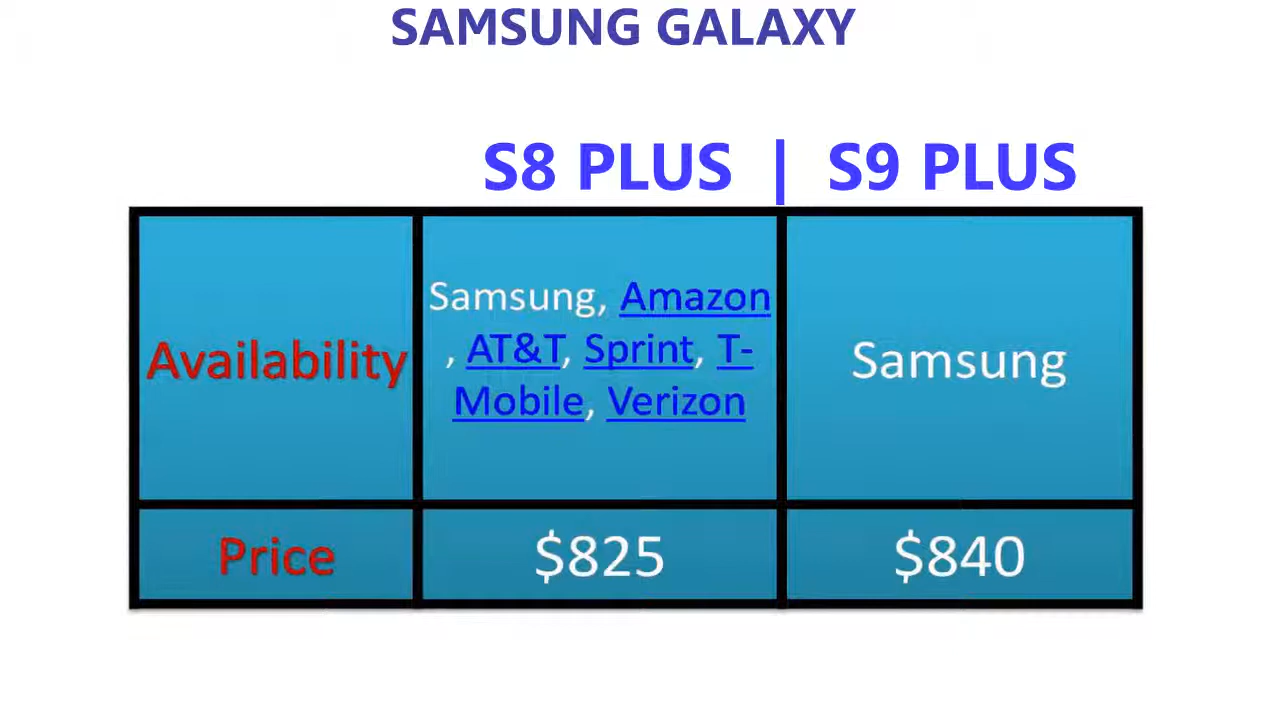 SAMSUNG GALAXY
S8 PLUS | S9 PLUS
Availability
Samsung, Amazon
, AT&T, Sprint, T-
Mobile, Verizon
Samsung
Price
$825
$840